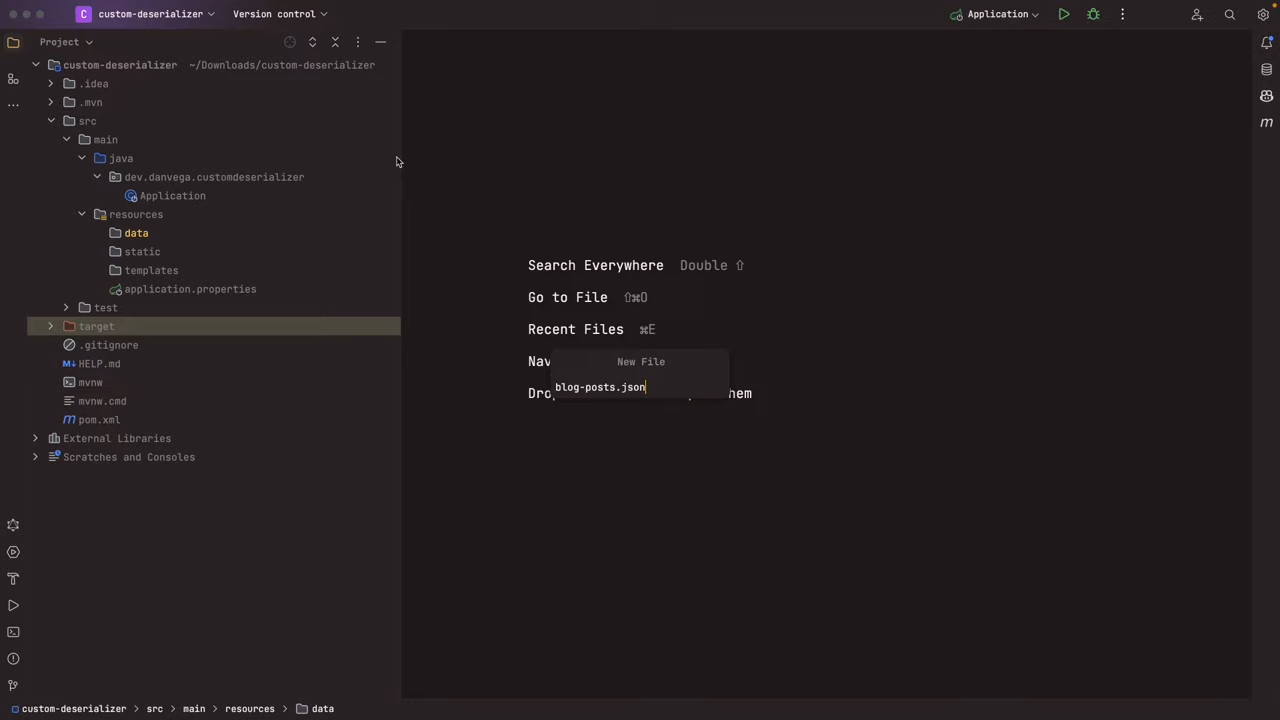 C custom-deserializer Version control Application
Project
custom-deserializer ~/Downloads/custom-deserializer
.idea
.mvn
src
main
java
dev.danvega.customdeserializer
Application
resources
data
static
templates
application.properties
test
target
.gitignore
M↓ HELP.md
mvnw
mvnw.cmd
m pom.xml
External Libraries
Scratches and Consoles
Search Everywhere Double ⇧
Go to File ⇧⌘O
Recent Files ⌘E
Nav
New File
blog-posts.json
Dro
hem
m
custom-deserializer > src > main > resources > data